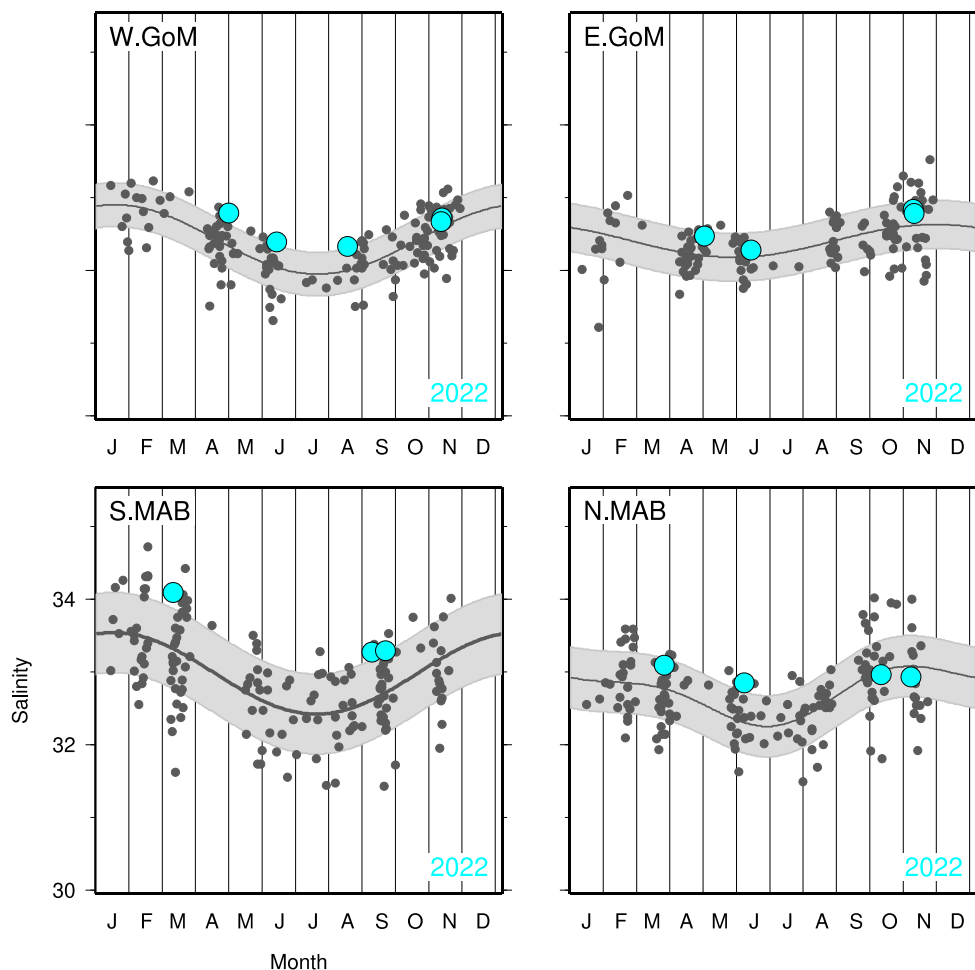 W.GoM E.GoM
2022 2022
J F M A M J J A S O N D J F M A M J J A S O N D
S.MAB N.MAB
34
Salinity
32
2022 2022
30
J F M A M J J A S O N D J F M A M J J A S O N D
Month